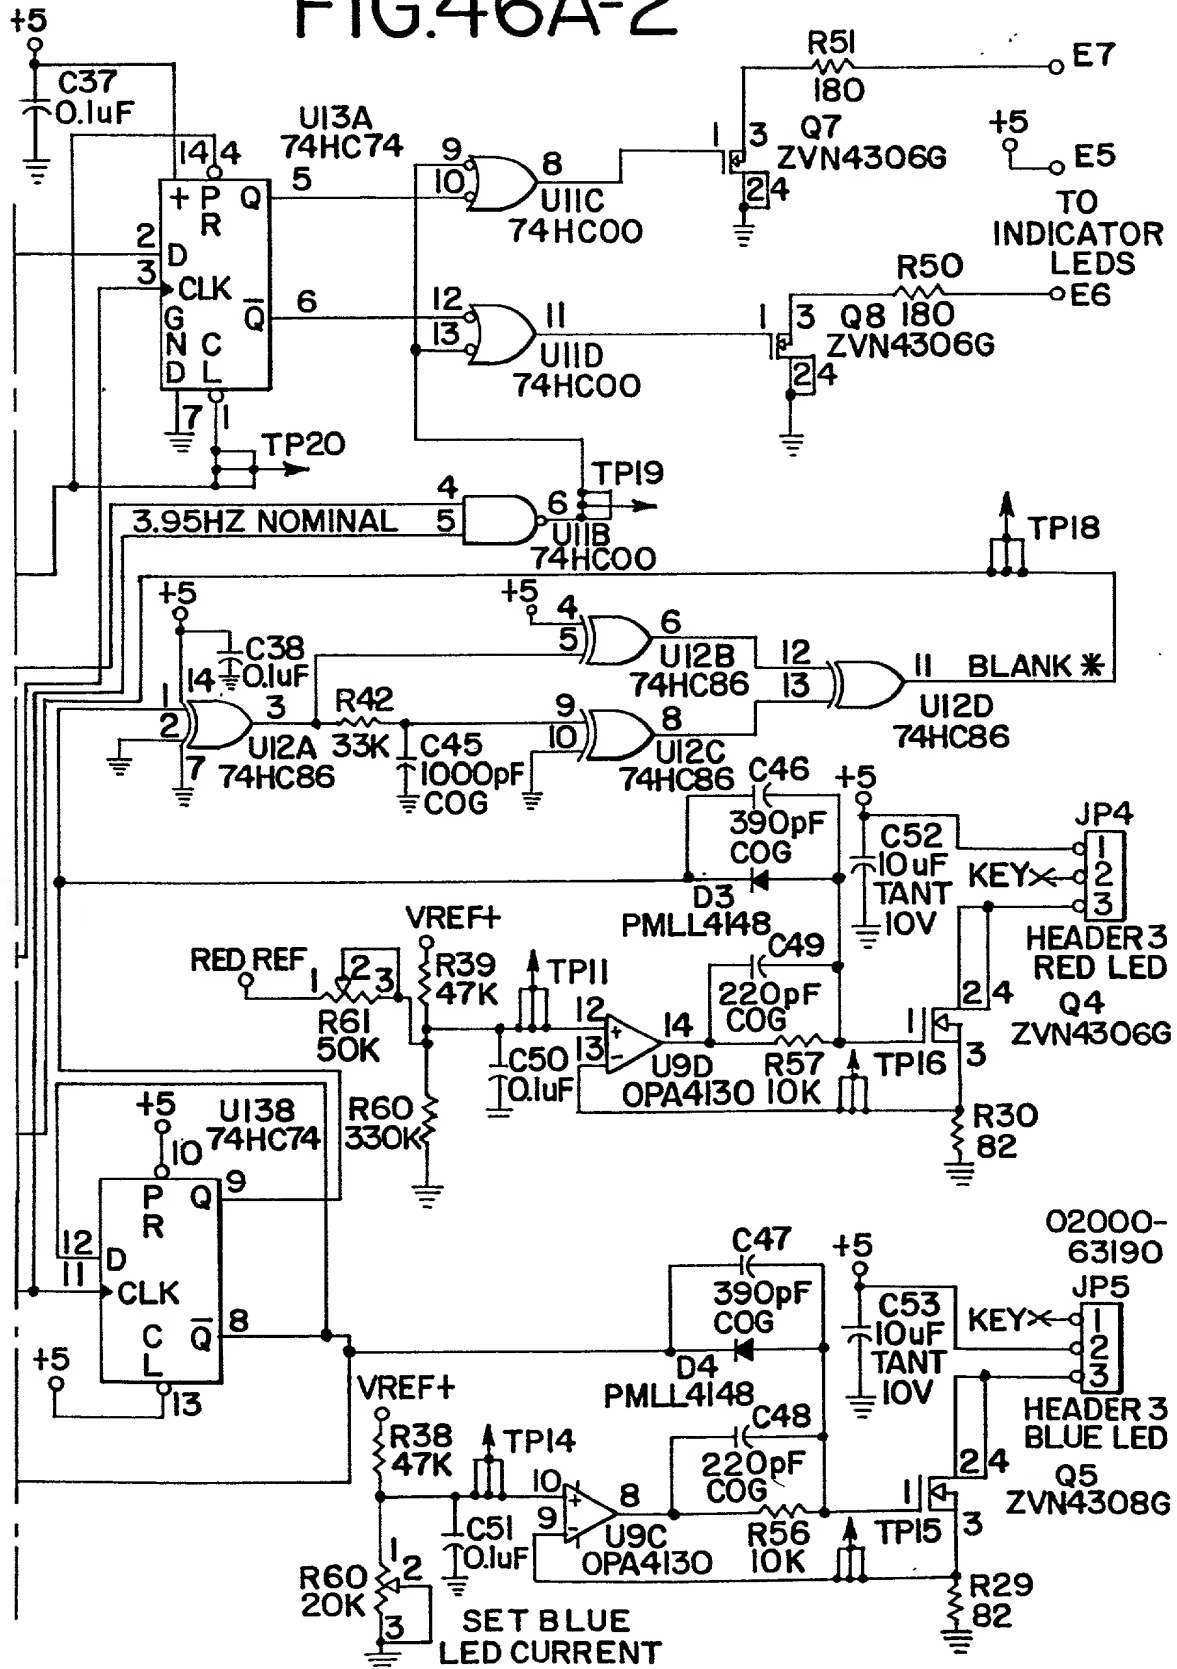 FIG.46A-2
+5
C37
0.1uF
U13A
74HC74
14
4
+ P Q
R
D
CLK
G
N C Q
D L
2
3
5
6
7
1
TP20
9
10
8
U11C
74HC00
12
13
11
U11D
74HC00
R51
180
E7
1
3
Q7
ZVN4306G
2 4
+5
E5
TO
INDICATOR
LEDS
R50
180
E6
1
3
Q8
ZVN4306G
2 4
TP19
4
5
6
3.95HZ NOMINAL
U11B
74HC00
TP18
+5
C38
0.1uF
14
1
2
3
7
U12A
74HC86
R42
33K
C45
1000pF
COG
+5
4
5
6
U12B
74HC86
9
10
8
U12C
74HC86
12
13
11
BLANK *
U12D
74HC86
C46
390pF
COG
D3
PMLL4148
+5
C52
10uF
TANT
10V
JP4
1
KEY 2
3
HEADER 3
RED LED
RED REF
1 2 3
R61
50K
VREF+
R39
47K
TP11
12
13
14
C50
0.1uF
U9D
OPA4130
C49
220pF
COG
R57
10K
TP16
1
2 4
3
Q4
ZVN4306G
R30
82
R60
330K
+5
U138
74HC74
10
P Q
R
D
CLK
C Q
L
9
12
11
8
+5
13
02000-
63190
C47
390pF
COG
D4
PMLL4148
+5
C53
10uF
TANT
10V
JP5
KEY 1
2
3
HEADER 3
BLUE LED
VREF+
R38
47K
TP14
10
9
8
C51
0.1uF
U9C
OPA4130
C48
220pF
COG
R56
10K
TP15
1
2 4
3
Q5
ZVN4308G
R29
82
R60
20K
1
2
3
SET BLUE
LED CURRENT